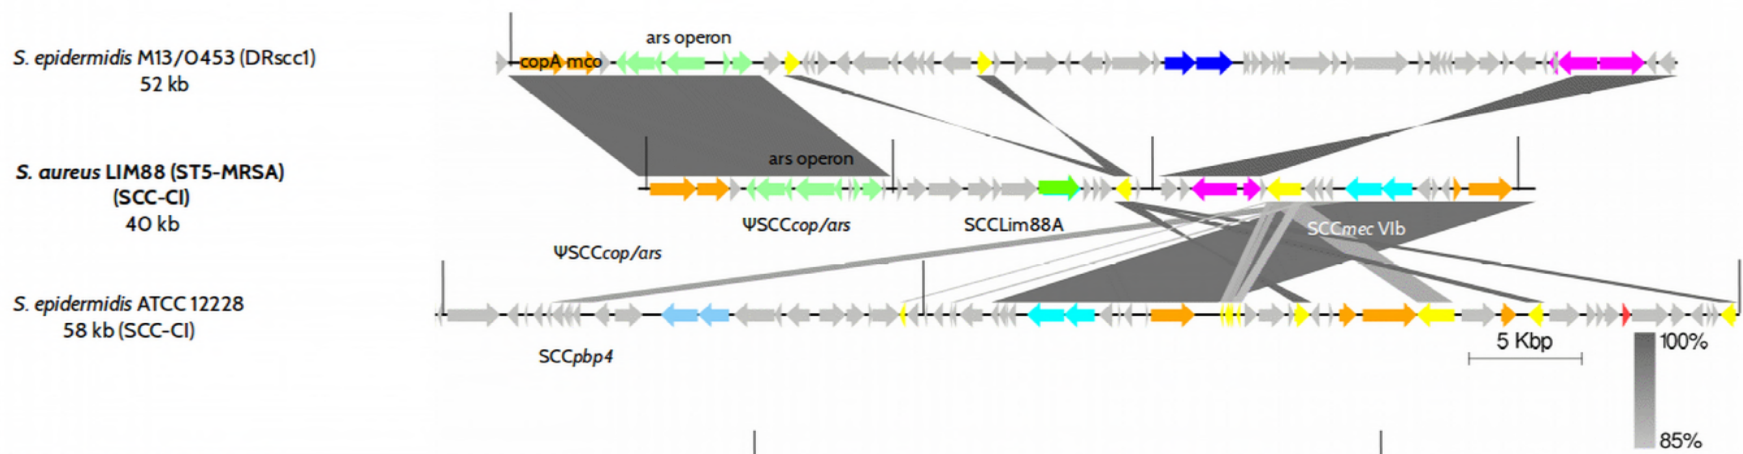 ars operon
S. epidermidis M13/0453 (DRscc1)
copA mco
52 kb
ars operon
S. aureus LIM88 (ST5-MRSA)
(SCC-CI)
40 kb
ΨSCCcop/ars
SCCLim88A
SCCmec VIb
ΨSCCcop/ars
S. epidermidis ATCC 12228
58 kb (SCC-CI)
5 Kbp
100%
SCCpbp4
85%